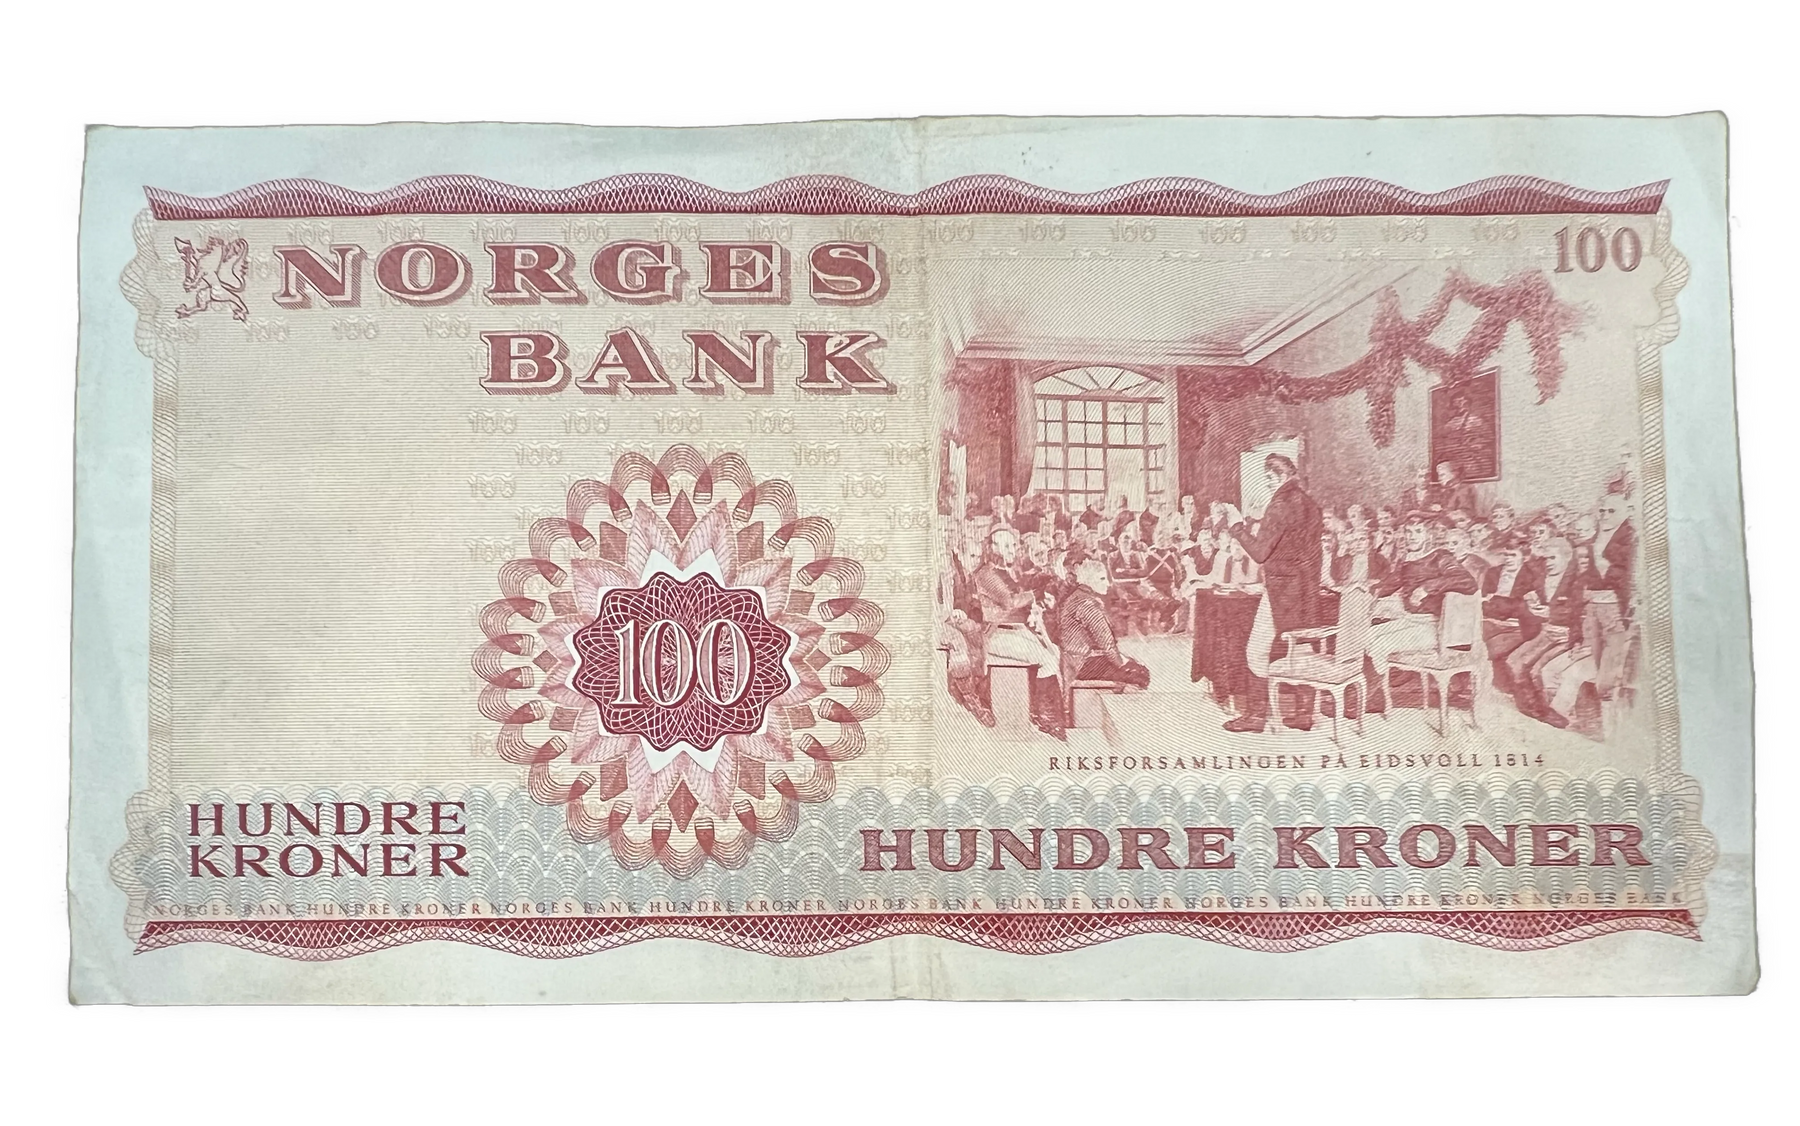 NORGES
BANK
100
100
RIKSFORSAMLINGEN PÅ EIDSVOLL 1814
HUNDRE
KRONER
HUNDRE KRONER
NORGES BANK HUNDRE KRONER NORGES BANK HUNDRE KRONER NORGES BANK HUNDRE KRONER NORGES BANK HUNDRE KRONER NORGES BANK